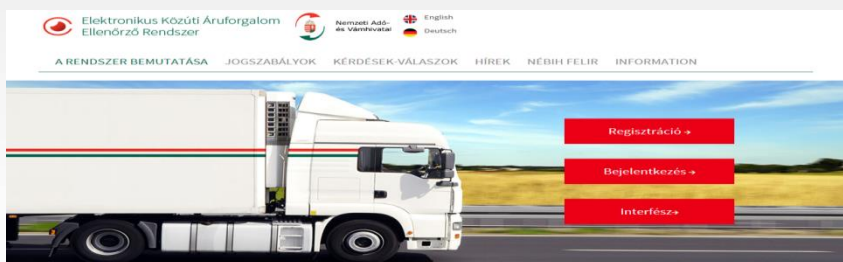 Elektronikus Közúti Áruforgalom
Ellenőrző Rendszer
Nemzeti Adó-
és Vámhivatal
English
Deutsch
A RENDSZER BEMUTATÁSA JOGSZABÁLYOK KÉRDÉSEK-VÁLASZOK HÍREK NÉBIH FELIR INFORMATION
Regisztráció →
Bejelentkezés →
Interfész→